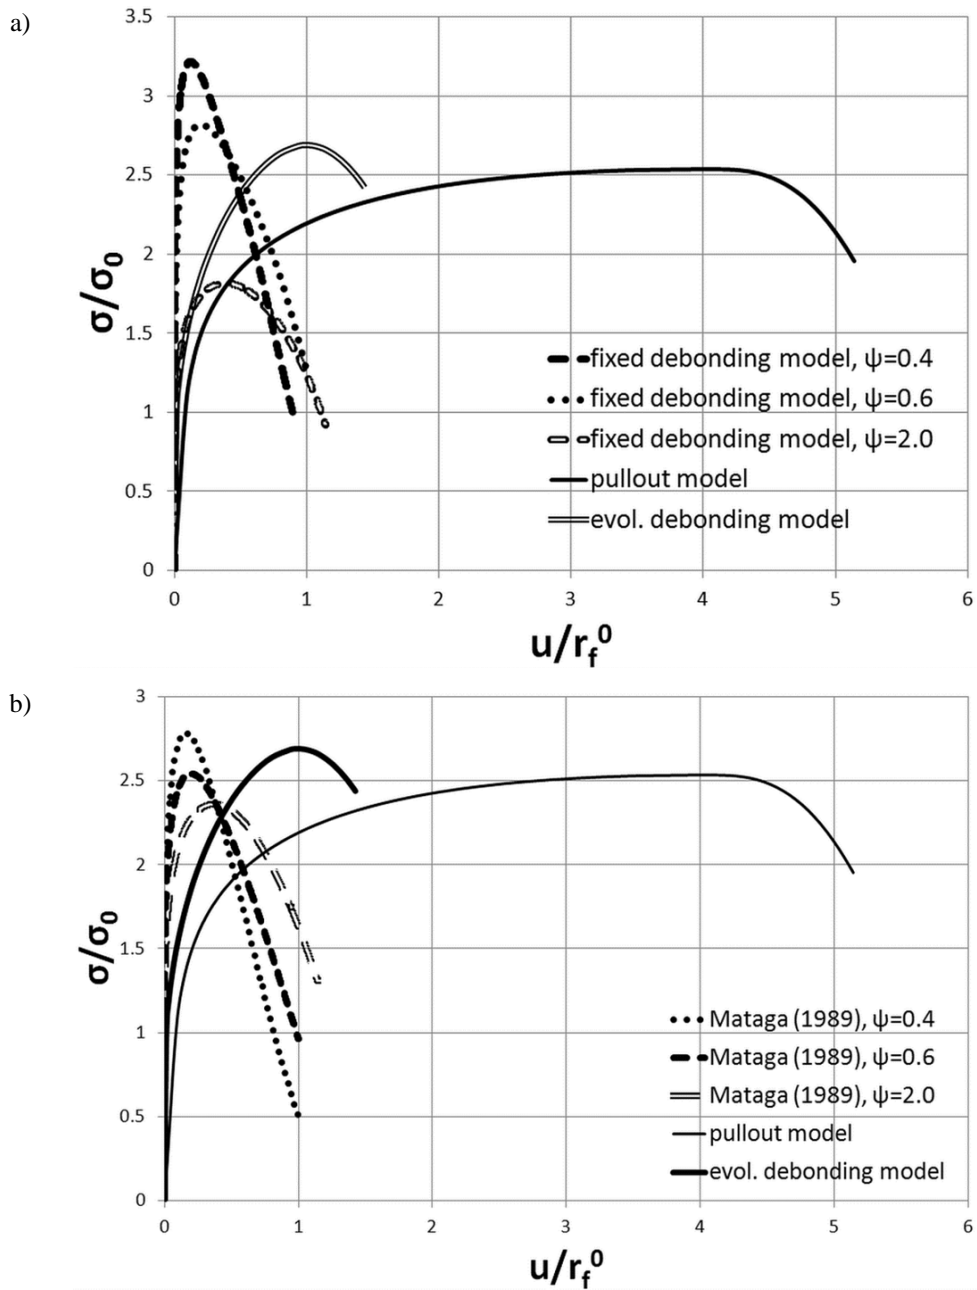 a)
3.5
3
2.5
2
1.5
1
0.5
0
σ/σ₀
fixed debonding model, ψ=0.4
fixed debonding model, ψ=0.6
fixed debonding model, ψ=2.0
pullout model
evol. debonding model
0 1 2 3 4 5 6
u/r_f⁰
b)
3
2.5
2
1.5
1
0.5
0
σ/σ₀
Mataga (1989), ψ=0.4
Mataga (1989), ψ=0.6
Mataga (1989), ψ=2.0
pullout model
evol. debonding model
0 1 2 3 4 5 6
u/r_f⁰